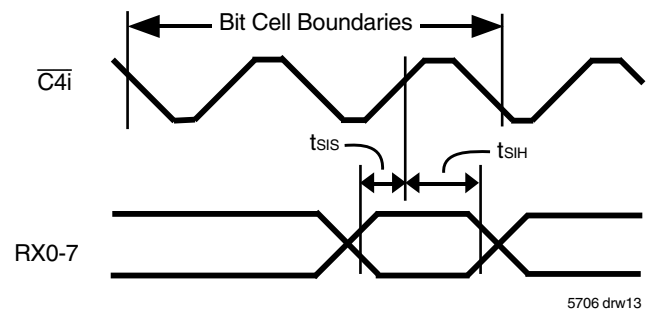 Bit Cell Boundaries
C4i
tSIS
tSIH
RX0-7
5706 drw13